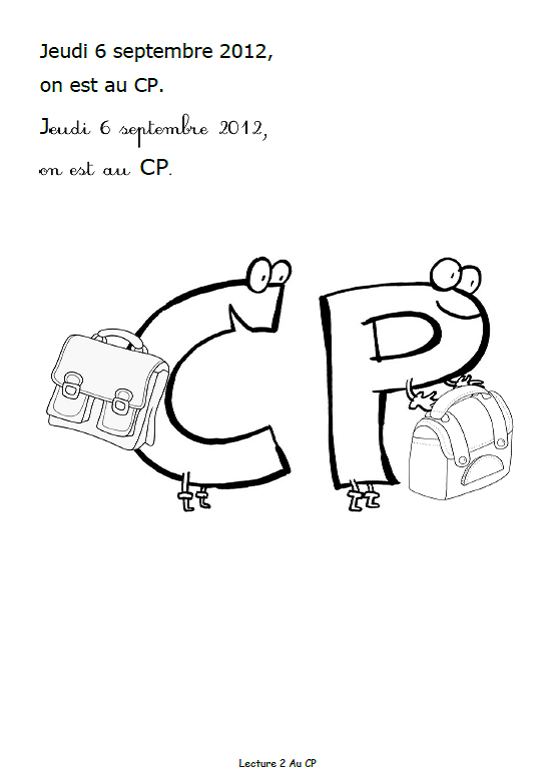 Jeudi 6 septembre 2012,
on est au CP.
Jeudi 6 septembre 2012,
on est au CP.
CP
Lecture 2 Au CP